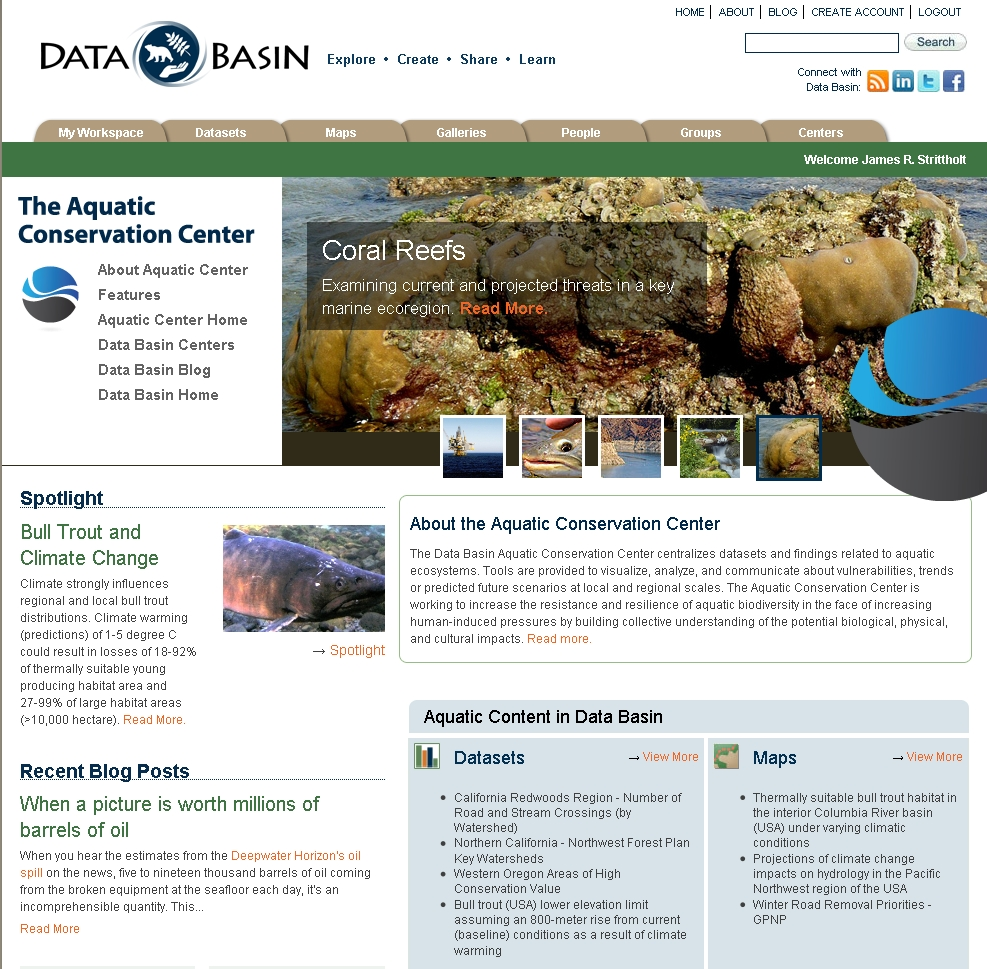 HOME | ABOUT | BLOG | CREATE ACCOUNT | LOGOUT
DATA BASIN
Explore • Create • Share • Learn
Search
Connect with
Data Basin:
My Workspace
Datasets
Maps
Galleries
People
Groups
Centers
Welcome James R. Strittholt
The Aquatic
Conservation Center
About Aquatic Center
Features
Aquatic Center Home
Data Basin Centers
Data Basin Blog
Data Basin Home
Coral Reefs
Examining current and projected threats in a key
marine ecoregion. Read More.
Spotlight
Bull Trout and
Climate Change
Climate strongly influences
regional and local bull trout
distributions. Climate warming
(predictions) of 1-5 degree C
could result in losses of 18-92%
of thermally suitable young
producing habitat area and
27-99% of large habitat areas
(>10,000 hectare). Read More.
→ Spotlight
Recent Blog Posts
When a picture is worth millions of
barrels of oil
When you hear the estimates from the Deepwater Horizon's oil
spill on the news, five to nineteen thousand barrels of oil coming
from the broken equipment at the seafloor each day, it's an
incomprehensible quantity. This...
Read More
About the Aquatic Conservation Center
The Data Basin Aquatic Conservation Center centralizes datasets and findings related to aquatic
ecosystems. Tools are provided to visualize, analyze, and communicate about vulnerabilities, trends
or predicted future scenarios at local and regional scales. The Aquatic Conservation Center is
working to increase the resistance and resilience of aquatic biodiversity in the face of increasing
human-induced pressures by building collective understanding of the potential biological, physical,
and cultural impacts. Read more.
Aquatic Content in Data Basin
Datasets
→ View More
• California Redwoods Region - Number of
Road and Stream Crossings (by
Watershed)
• Northern California - Northwest Forest Plan
Key Watersheds
• Western Oregon Areas of High
Conservation Value
• Bull trout (USA) lower elevation limit
assuming an 800-meter rise from current
(baseline) conditions as a result of climate
warming
Maps
→ View More
• Thermally suitable bull trout habitat in
the interior Columbia River basin
(USA) under varying climatic
conditions
• Projections of climate change
impacts on hydrology in the Pacific
Northwest region of the USA
• Winter Road Removal Priorities -
GPNP